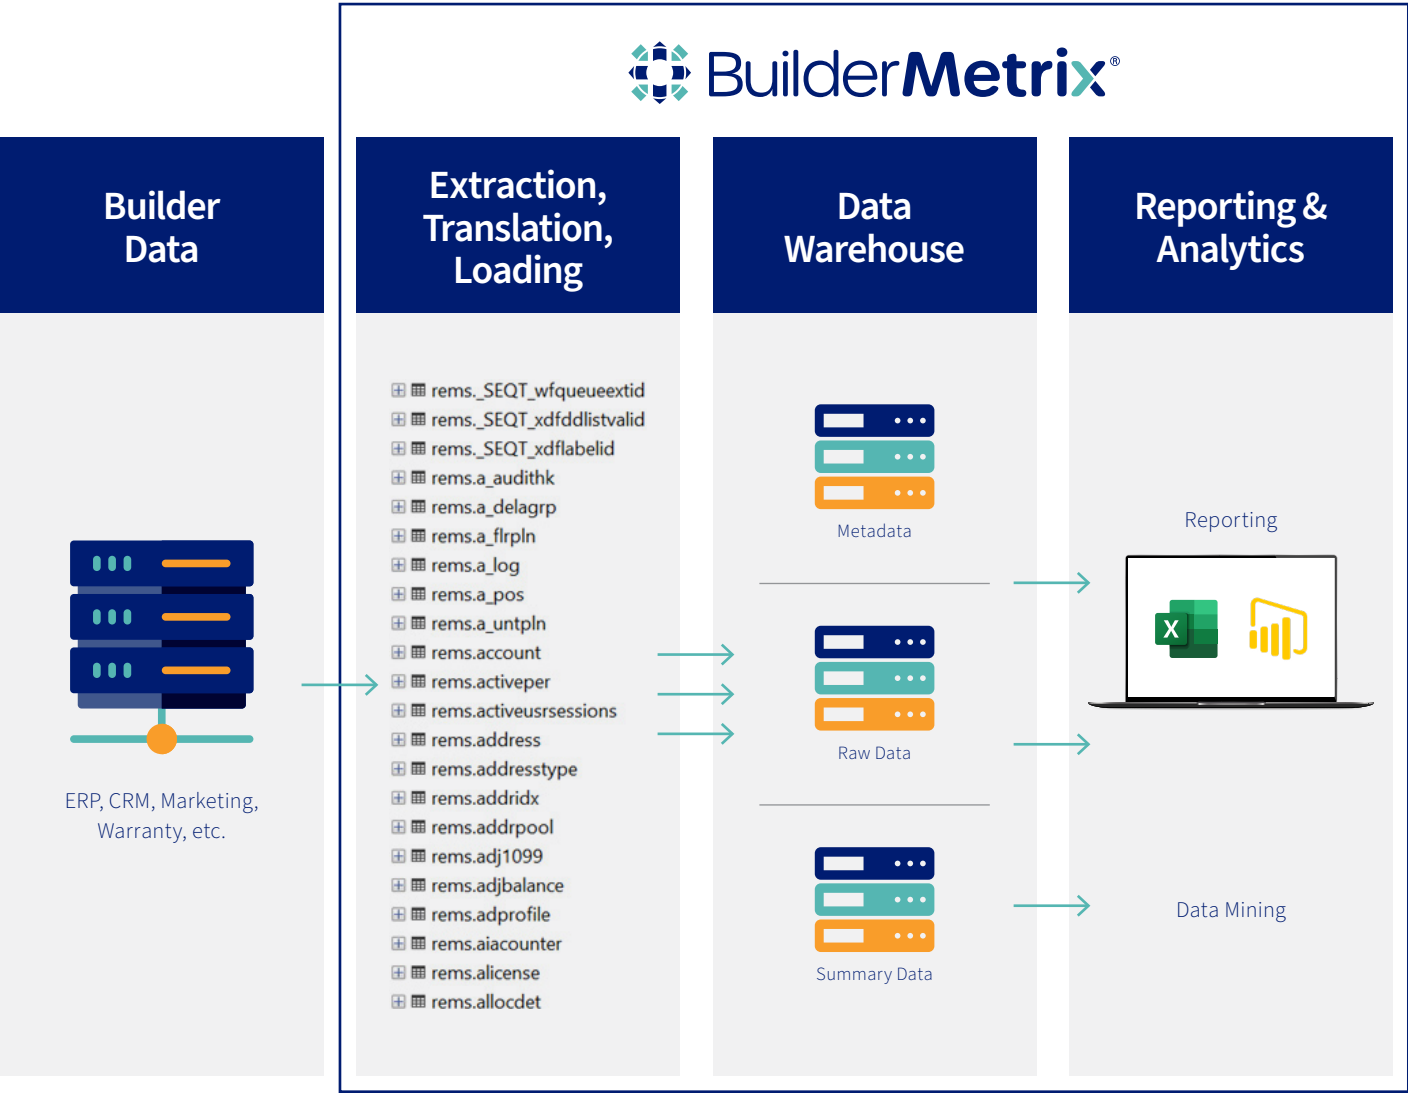 BuilderMetrix®
Builder
Data
Extraction,
Translation,
Loading
Data
Warehouse
Reporting &
Analytics
rems._SEQT_wfqueueextid
rems._SEQT_xdfddlistvalid
rems._SEQT_xdflabelid
rems.a_audithk
rems.a_delagrp
rems.a_flrpln
rems.a_log
rems.a_pos
rems.a_untpln
rems.account
rems.activeper
rems.activeusrsessions
rems.address
rems.addresstype
rems.addridx
rems.addrpool
rems.adj1099
rems.adjbalance
rems.adprofile
rems.aiacounter
rems.alicense
rems.allocdet
ERP, CRM, Marketing,
Warranty, etc.
Metadata
Raw Data
Summary Data
Reporting
X
Data Mining